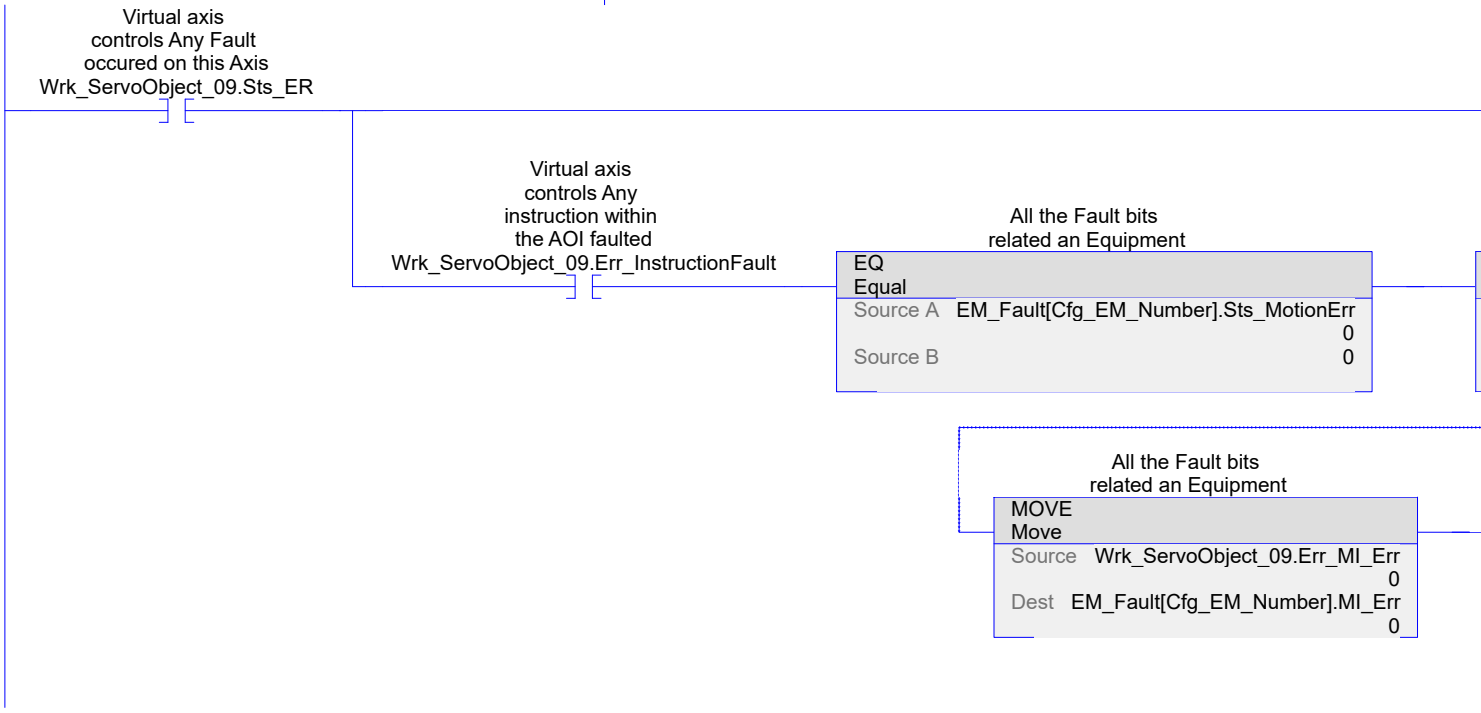 Virtual axis
controls Any Fault
occured on this Axis
Wrk_ServoObject_09.Sts_ER
Virtual axis
controls Any
instruction within
the AOI faulted
Wrk_ServoObject_09.Err_InstructionFault
All the Fault bits
related an Equipment
EQ
Equal
Source A EM_Fault[Cfg_EM_Number].Sts_MotionErr
0
Source B 0
All the Fault bits
related an Equipment
MOVE
Move
Source Wrk_ServoObject_09.Err_MI_Err
0
Dest EM_Fault[Cfg_EM_Number].MI_Err
0